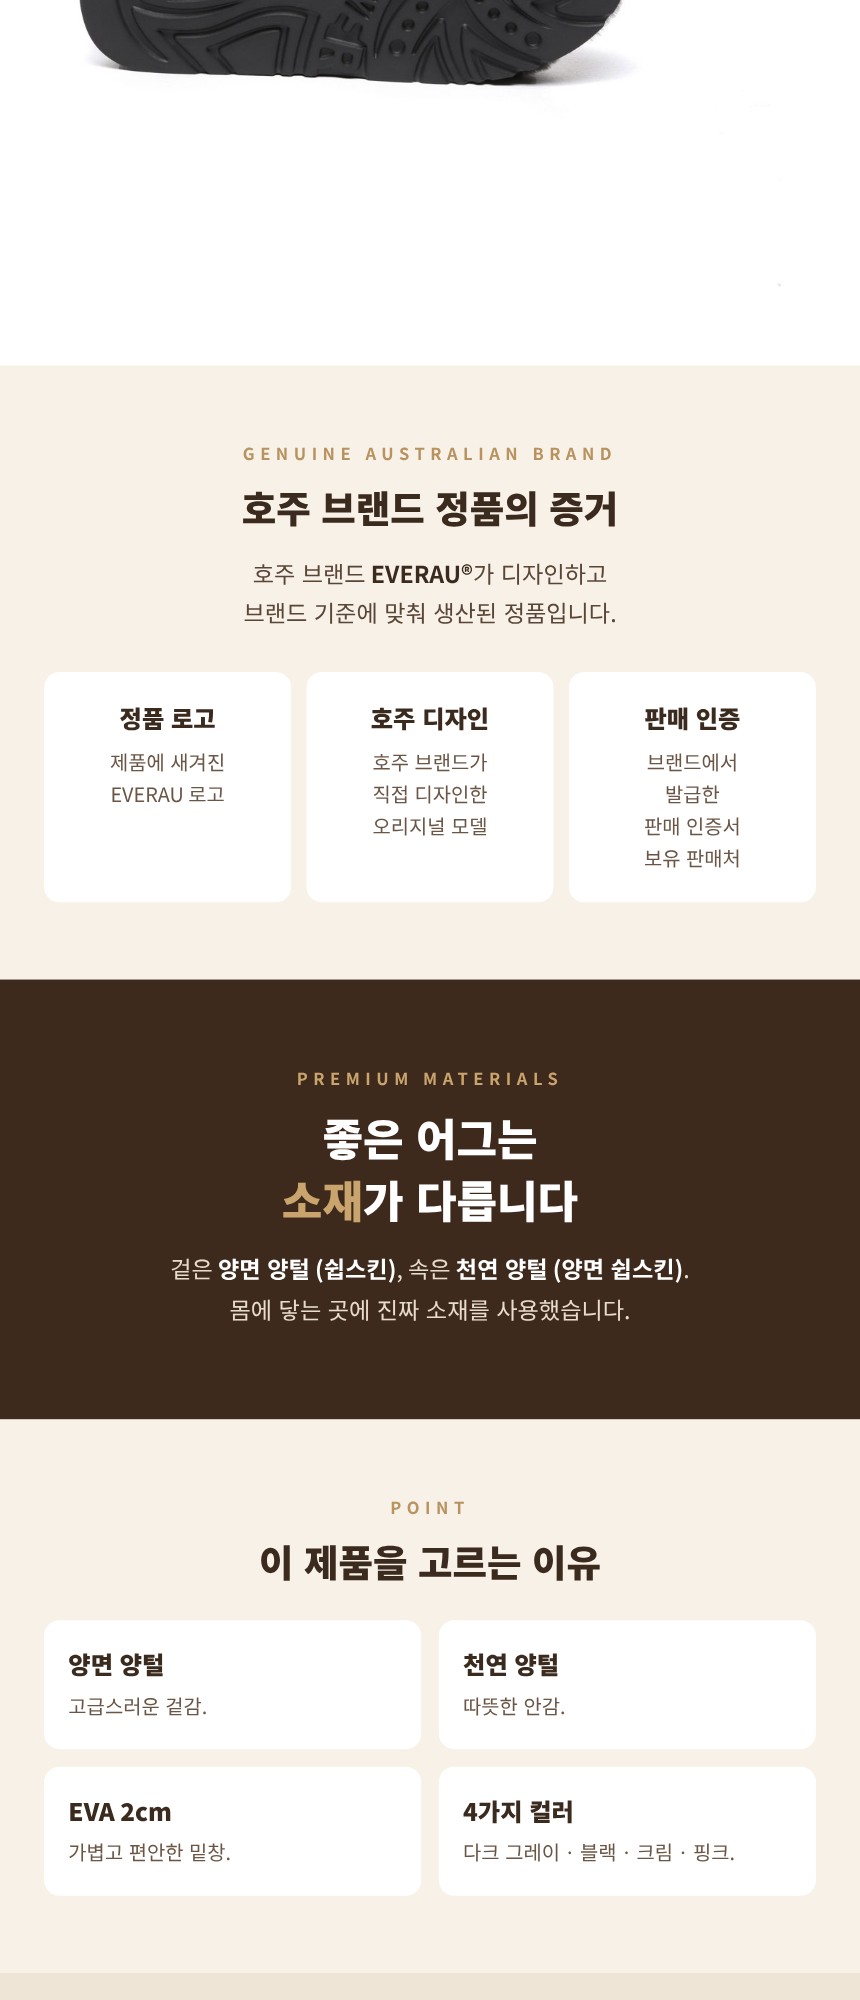 GENUINE AUSTRALIAN BRAND
호주 브랜드 정품의 증거
호주 브랜드 EVERAU®가 디자인하고
브랜드 기준에 맞춰 생산된 정품입니다.
정품 로고
제품에 새겨진
EVERAU 로고
호주 디자인
호주 브랜드가
직접 디자인한
오리지널 모델
판매 인증
브랜드에서
발급한
판매 인증서
보유 판매처
PREMIUM MATERIALS
좋은 어그는
소재가 다릅니다
겉은 양면 양털 (쉽스킨), 속은 천연 양털 (양면 쉽스킨).
몸에 닿는 곳에 진짜 소재를 사용했습니다.
POINT
이 제품을 고르는 이유
양면 양털
고급스러운 겉감.
천연 양털
따뜻한 안감.
EVA 2cm
가볍고 편안한 밑창.
4가지 컬러
다크 그레이 · 블랙 · 크림 · 핑크.